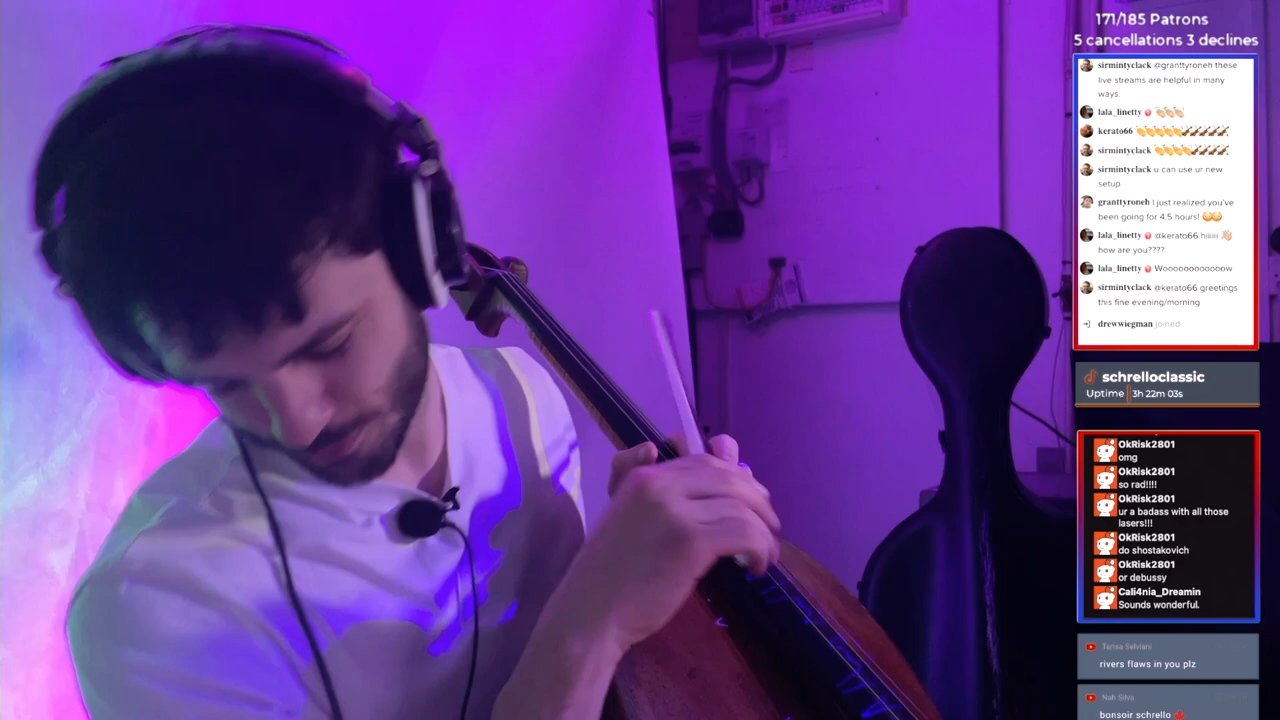 171/185 Patrons
5 cancellations 3 declines
sirmintyclack @granttyroneh these
live streams are helpful in many
ways.
lala_linetty
kerato66
sirmintyclack
sirmintyclack u can use ur new
setup
granttyroneh I just realized you've
been going for 4.5 hours!
lala_linetty @kerato66 hiiiiii
how are you????
lala_linetty Wooooooooooow
sirmintyclack @kerato66 greetings
this fine evening/morning
drewwiegman joined
schrelloclassic
Uptime 3h 22m 03s
OkRisk2801
omg
OkRisk2801
so rad!!!!
OkRisk2801
ur a badass with all those
lasers!!!
OkRisk2801
do shostakovich
OkRisk2801
or debussy
Cali4nia_Dreamin
Sounds wonderful.
rivers flaws in you plz
Nah Silva
bonsoir schrello